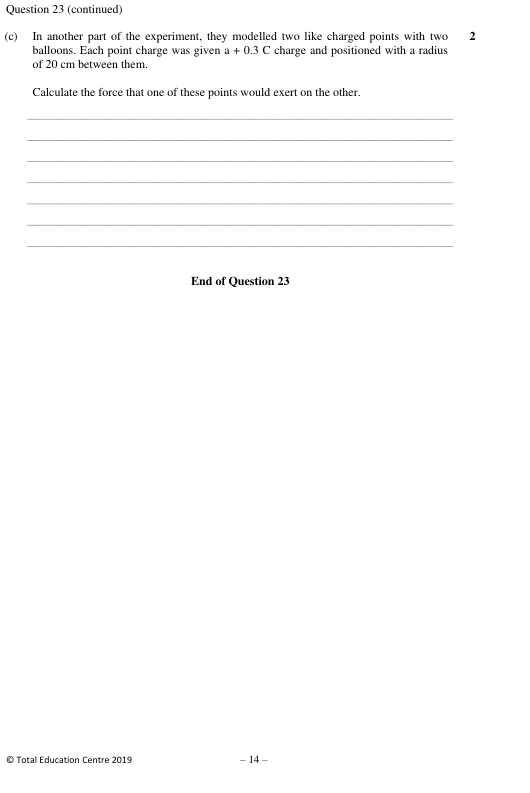 Question 23 (continued)
(c) In another part of the experiment, they modelled two like charged points with two 2
balloons. Each point charge was given a + 0.3 C charge and positioned with a radius
of 20 cm between them.
Calculate the force that one of these points would exert on the other.
End of Question 23
© Total Education Centre 2019 – 14 –